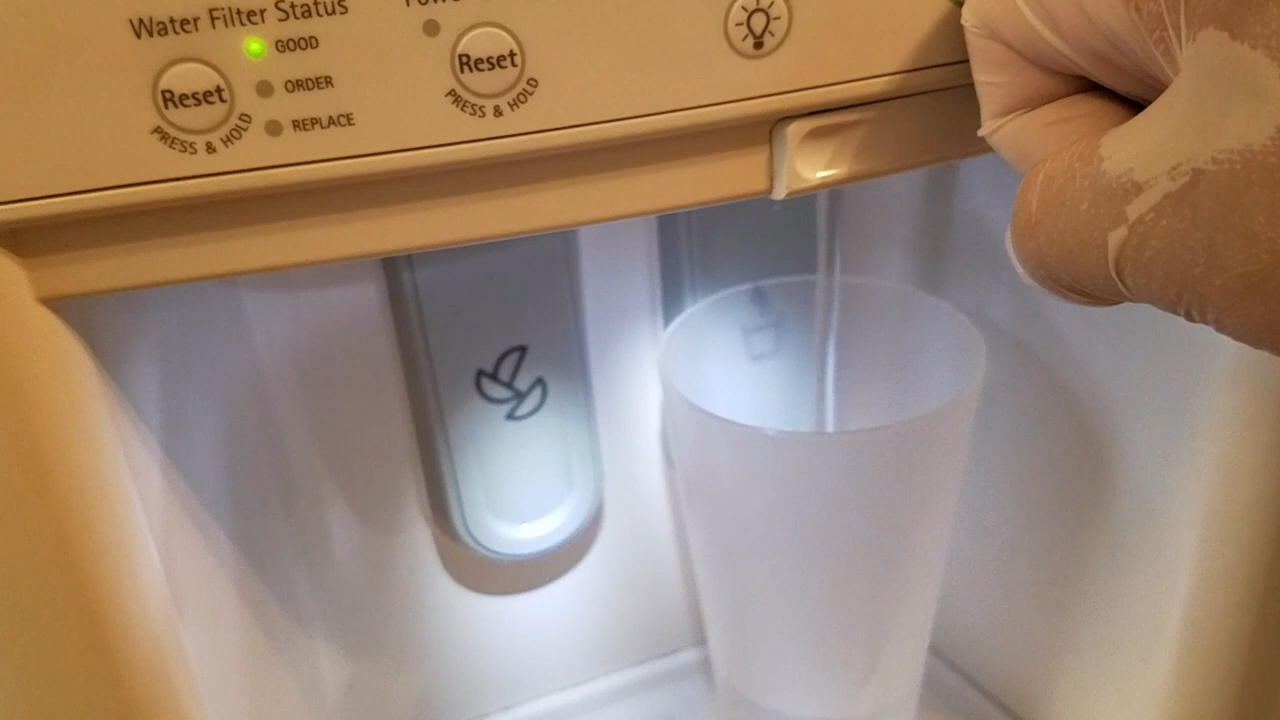 Water Filter Status
GOOD
Reset
ORDER
PRESS & HOLD
REPLACE
Reset
PRESS & HOLD